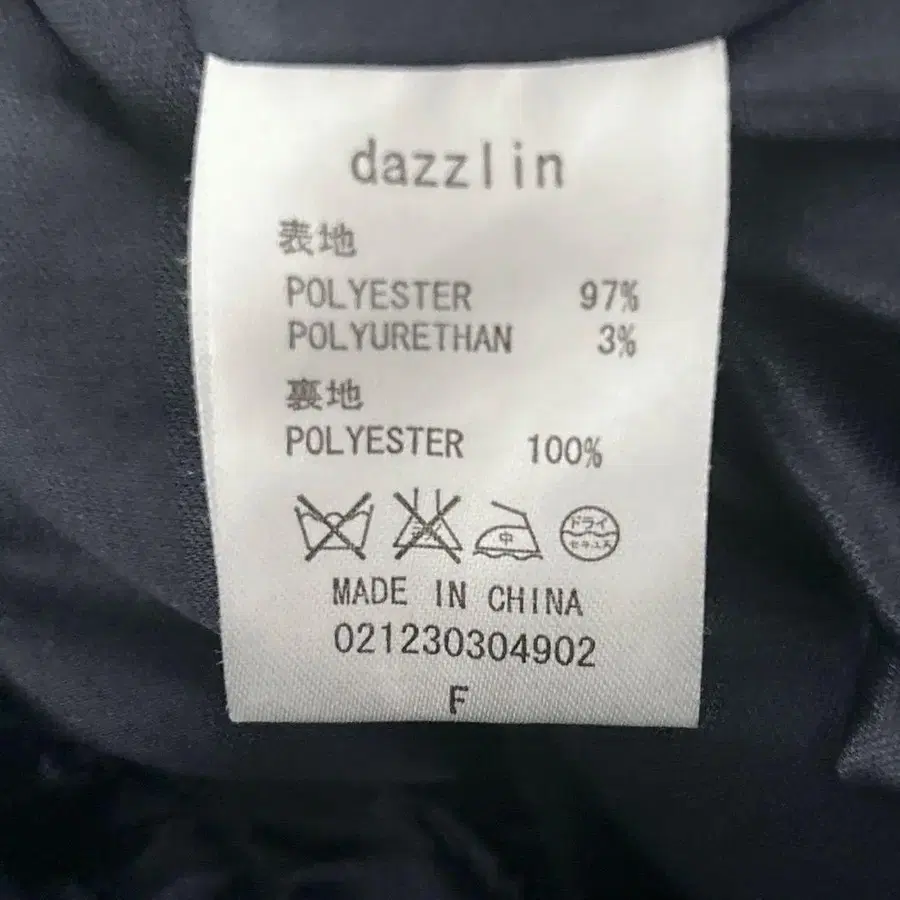 dazzlin
表地
POLYESTER 97%
POLYURETHAN 3%
裏地
POLYESTER 100%
中
ドライ
MADE IN CHINA
021230304902
F